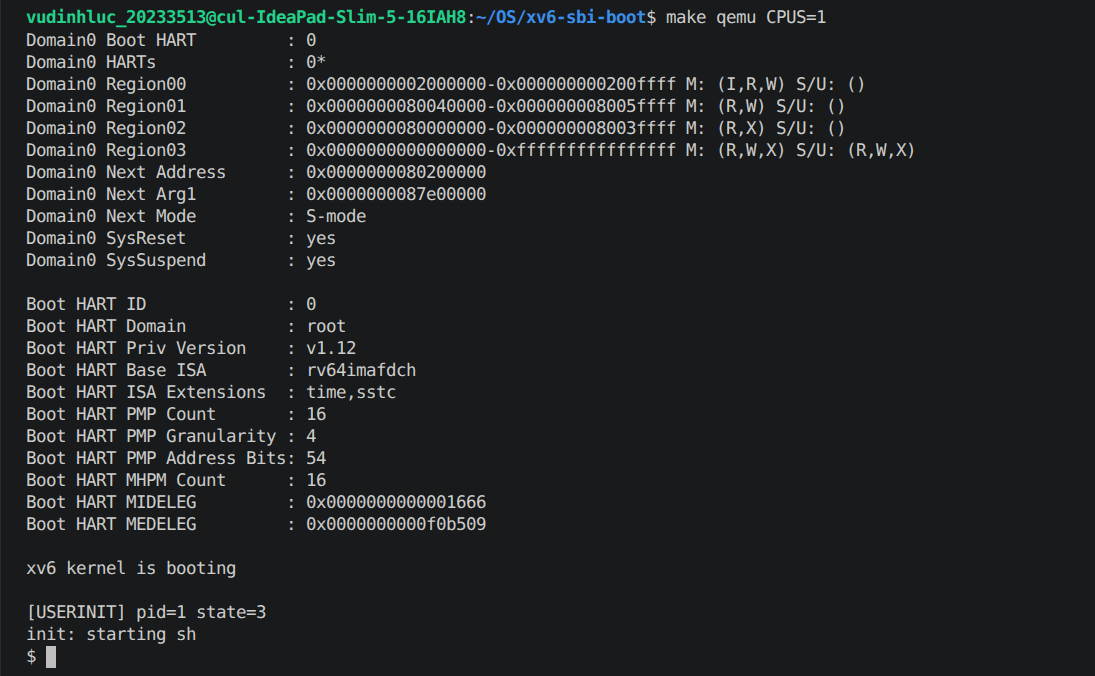 vudinhluc_20233513@cul-IdeaPad-Slim-5-16IAH8:~/OS/xv6-sbi-boot$ make qemu CPUS=1
Domain0 Boot HART         : 0
Domain0 HARTs             : 0*
Domain0 Region00          : 0x0000000002000000-0x000000000200ffff M: (I,R,W) S/U: ()
Domain0 Region01          : 0x0000000080040000-0x000000008005ffff M: (R,W) S/U: ()
Domain0 Region02          : 0x0000000080000000-0x000000008003ffff M: (R,X) S/U: ()
Domain0 Region03          : 0x0000000000000000-0xffffffffffffffff M: (R,W,X) S/U: (R,W,X)
Domain0 Next Address      : 0x0000000080200000
Domain0 Next Arg1         : 0x0000000087e00000
Domain0 Next Mode         : S-mode
Domain0 SysReset          : yes
Domain0 SysSuspend        : yes

Boot HART ID              : 0
Boot HART Domain          : root
Boot HART Priv Version    : v1.12
Boot HART Base ISA        : rv64imafdch
Boot HART ISA Extensions  : time,sstc
Boot HART PMP Count       : 16
Boot HART PMP Granularity : 4
Boot HART PMP Address Bits: 54
Boot HART MHPM Count      : 16
Boot HART MIDELEG         : 0x0000000000001666
Boot HART MEDELEG         : 0x0000000000f0b509

xv6 kernel is booting

[USERINIT] pid=1 state=3
init: starting sh
$